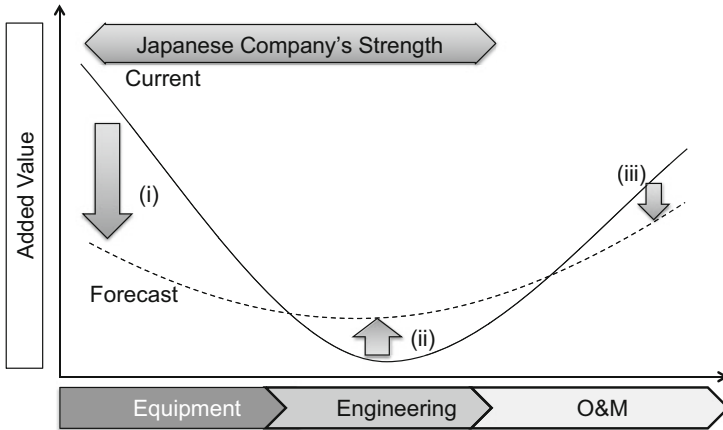 Japanese Company's Strength
Current
Added Value
(i)
(iii)
Forecast
(ii)
Equipment
Engineering
O&M